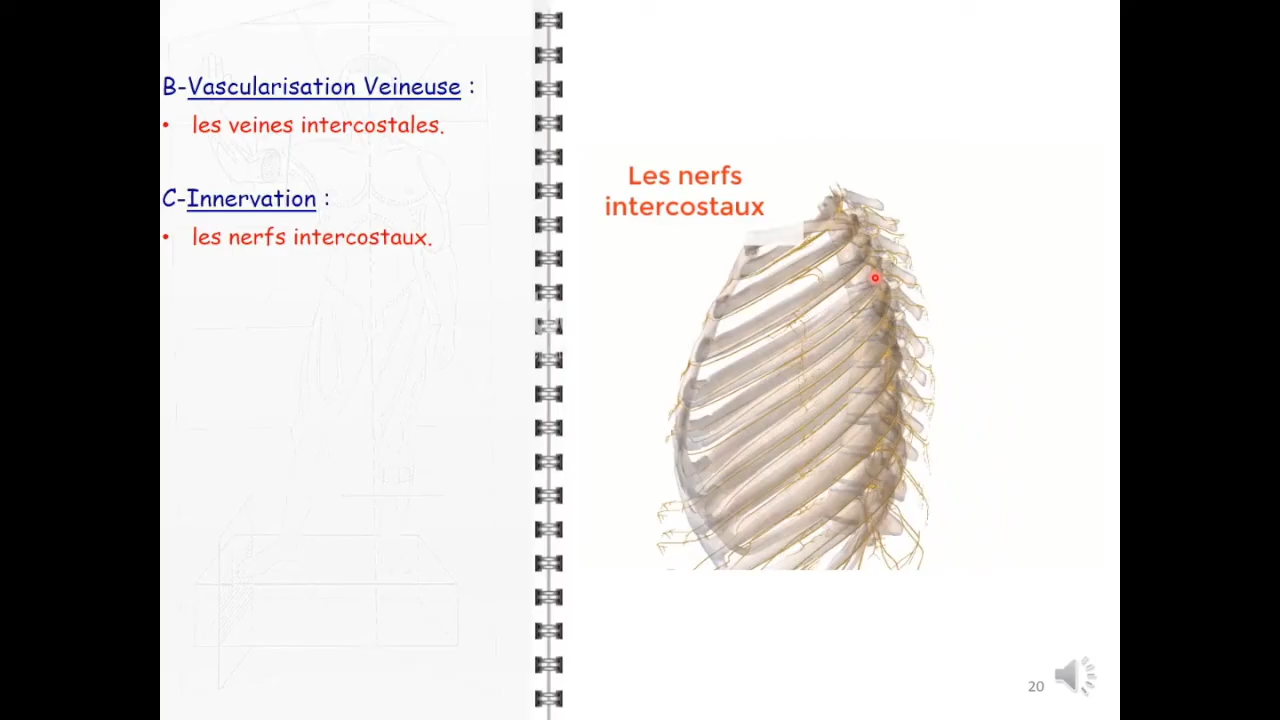 B-Vascularisation Veineuse :
• les veines intercostales.
C-Innervation :
• les nerfs intercostaux.
Les nerfs
intercostaux
20